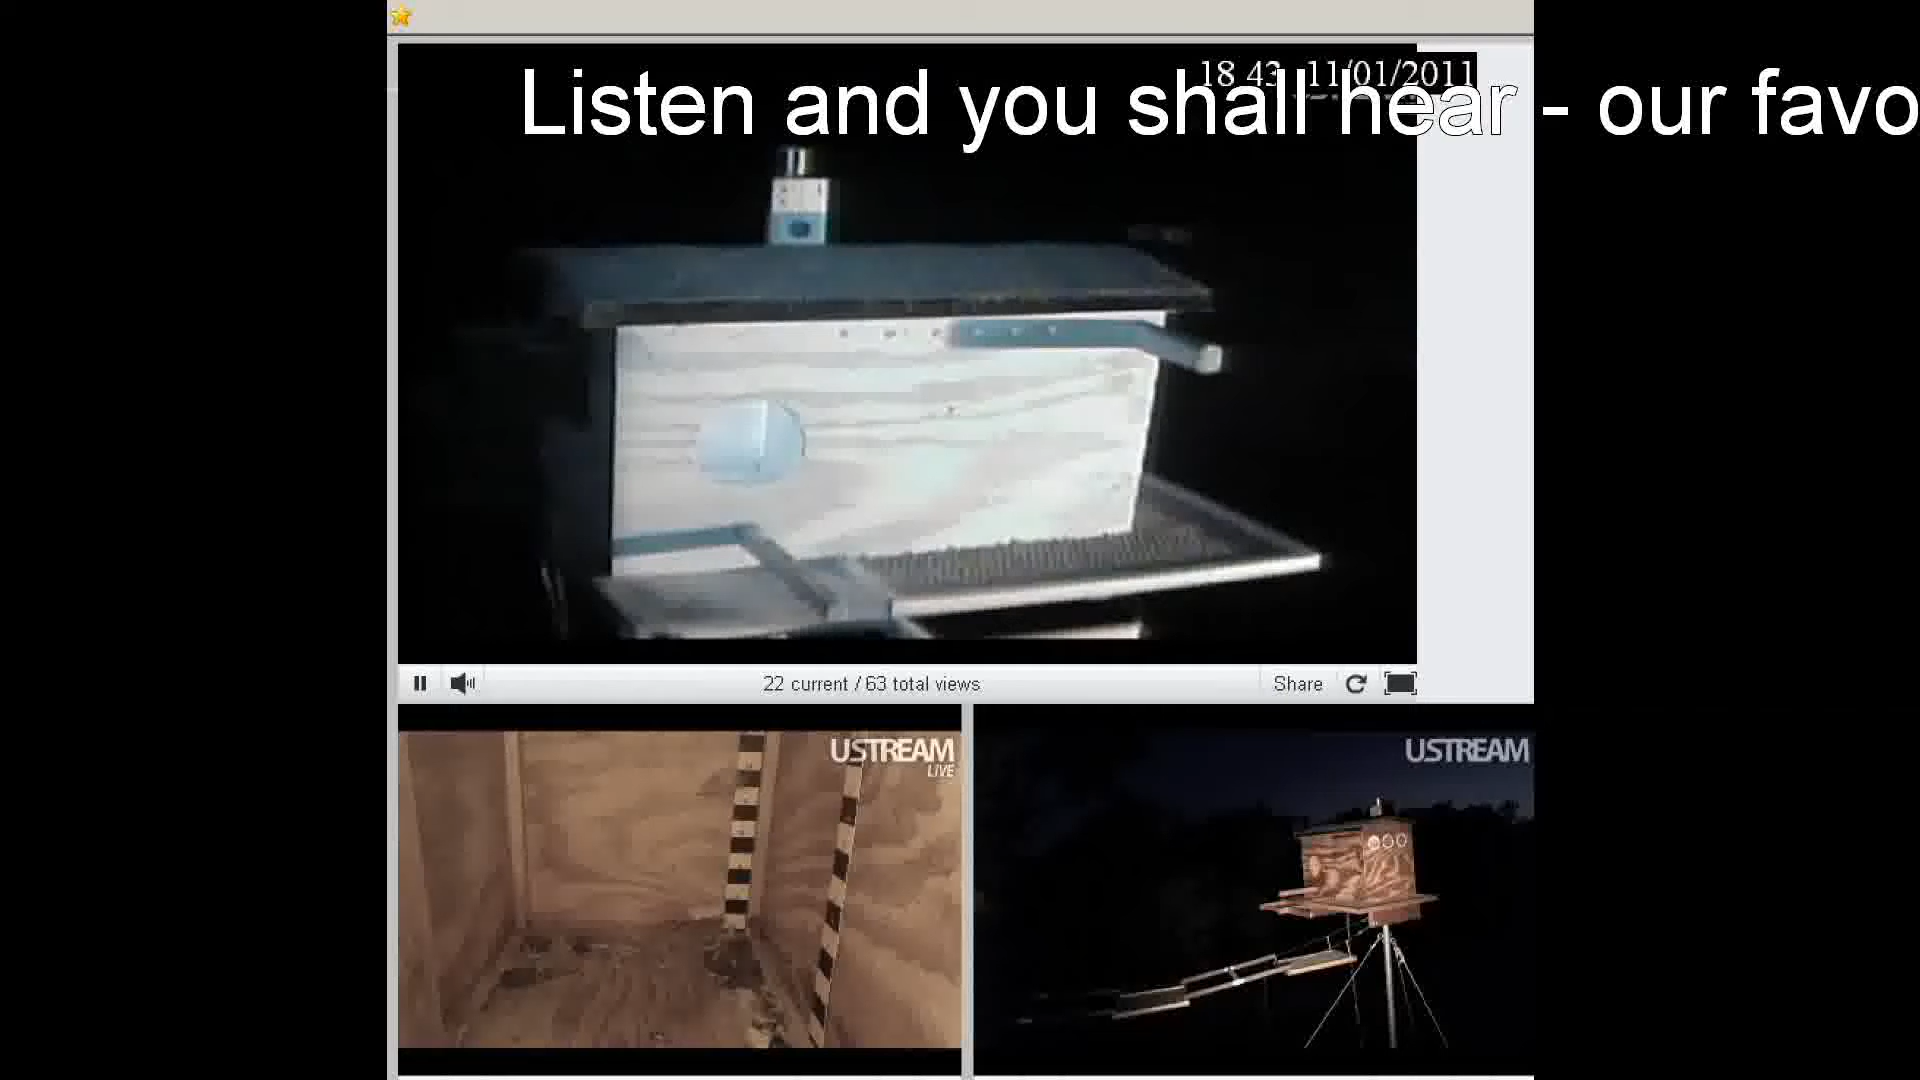 18 43 11/01/2011
Listen and you shall hear - our favo
22 current / 63 total views
Share
USTREAM
LIVE
USTREAM